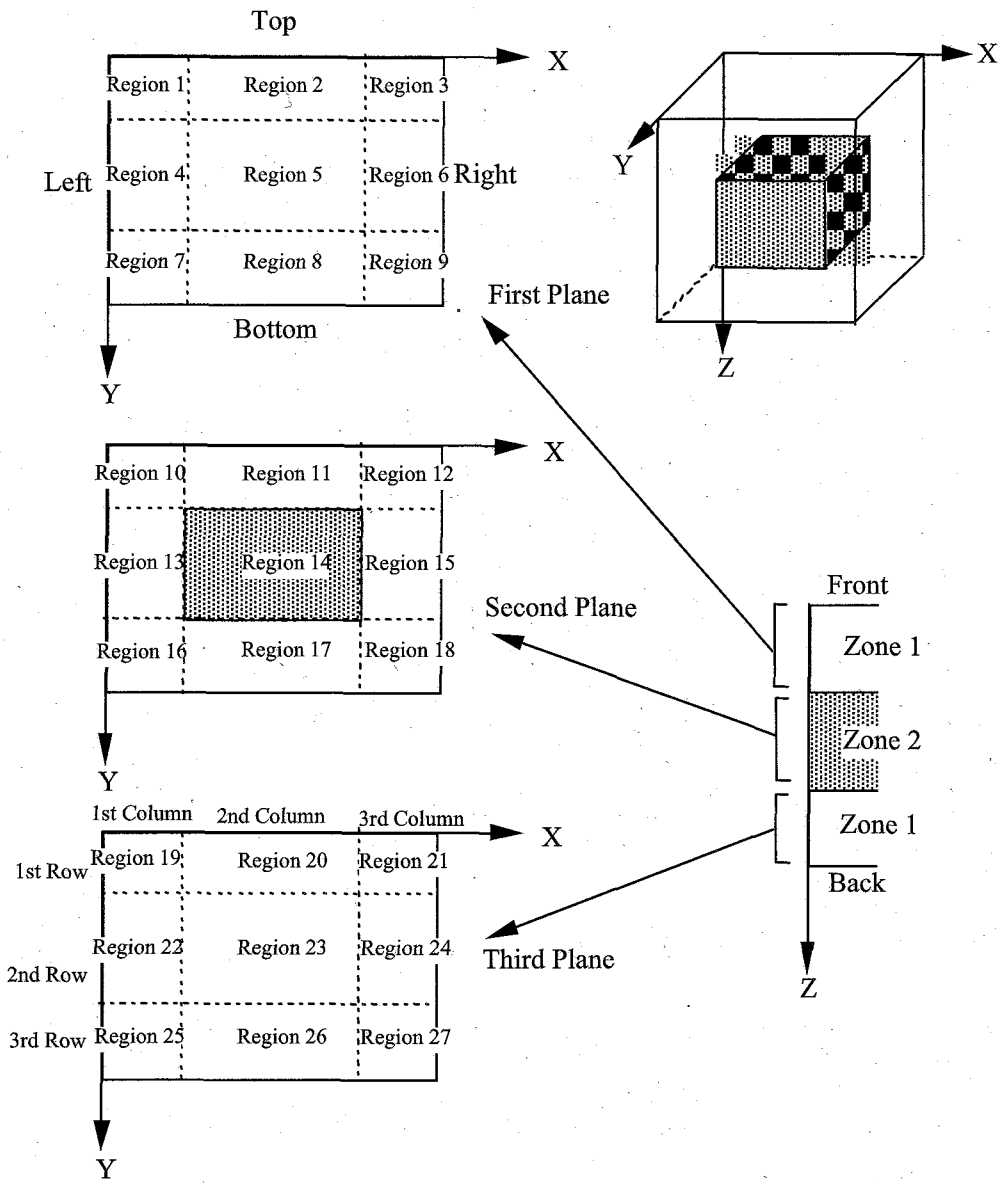 Top
X
Region 1 Region 2 Region 3
Left Region 4 Region 5 Region 6 Right
Region 7 Region 8 Region 9
Bottom
Y
X
Y
Z
First Plane
X
Region 10 Region 11 Region 12
Region 13 Region 14 Region 15
Region 16 Region 17 Region 18
Y
Second Plane
Front
Zone 1
Zone 2
Zone 1
Back
Z
1st Column 2nd Column 3rd Column
X
1st Row Region 19 Region 20 Region 21
2nd Row Region 22 Region 23 Region 24
3rd Row Region 25 Region 26 Region 27
Y
Third Plane